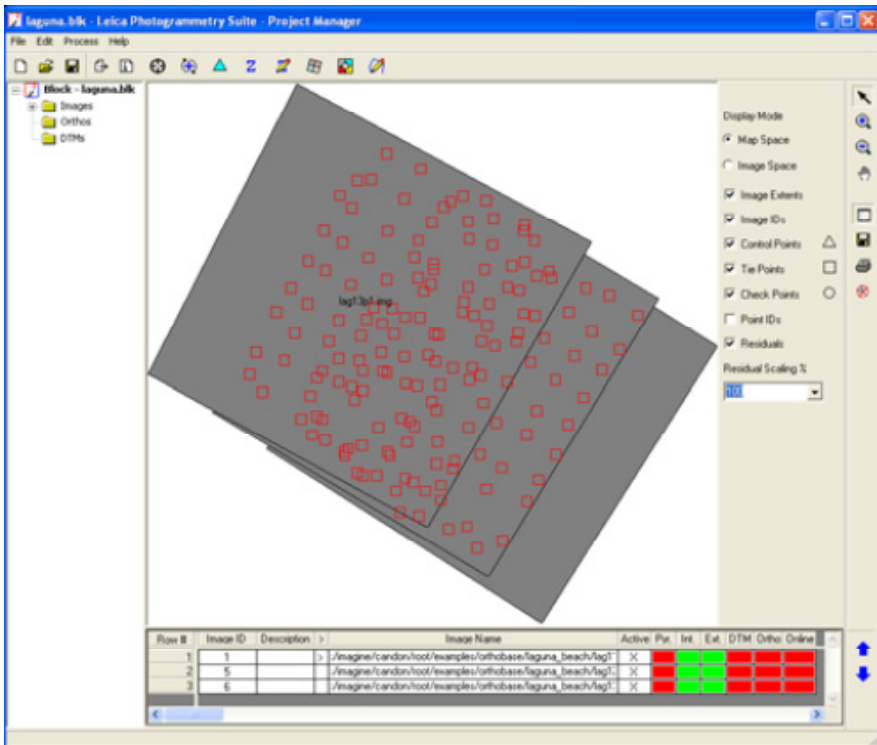 laguna.blk - Leica Photogrammetry Suite - Project Manager
File Edit Process Help
Block - laguna.blk
Images
Orthos
DTMs
lag13p1.img
Display Mode
Map Space
Image Space
Image Extents
Image IDs
Control Points
Tie Points
Check Points
Point IDs
Residuals
Residual Scaling %
100
Row # Image ID Description > Image Name Active Pyr. Int. Ext. DTM Ortho Online
1 1 > ./imagine/candon/root/examples/orthobase/laguna_beach/lag1 X
2 5 ./imagine/candon/root/examples/orthobase/laguna_beach/lag1 X
3 6 ./imagine/candon/root/examples/orthobase/laguna_beach/lag1 X